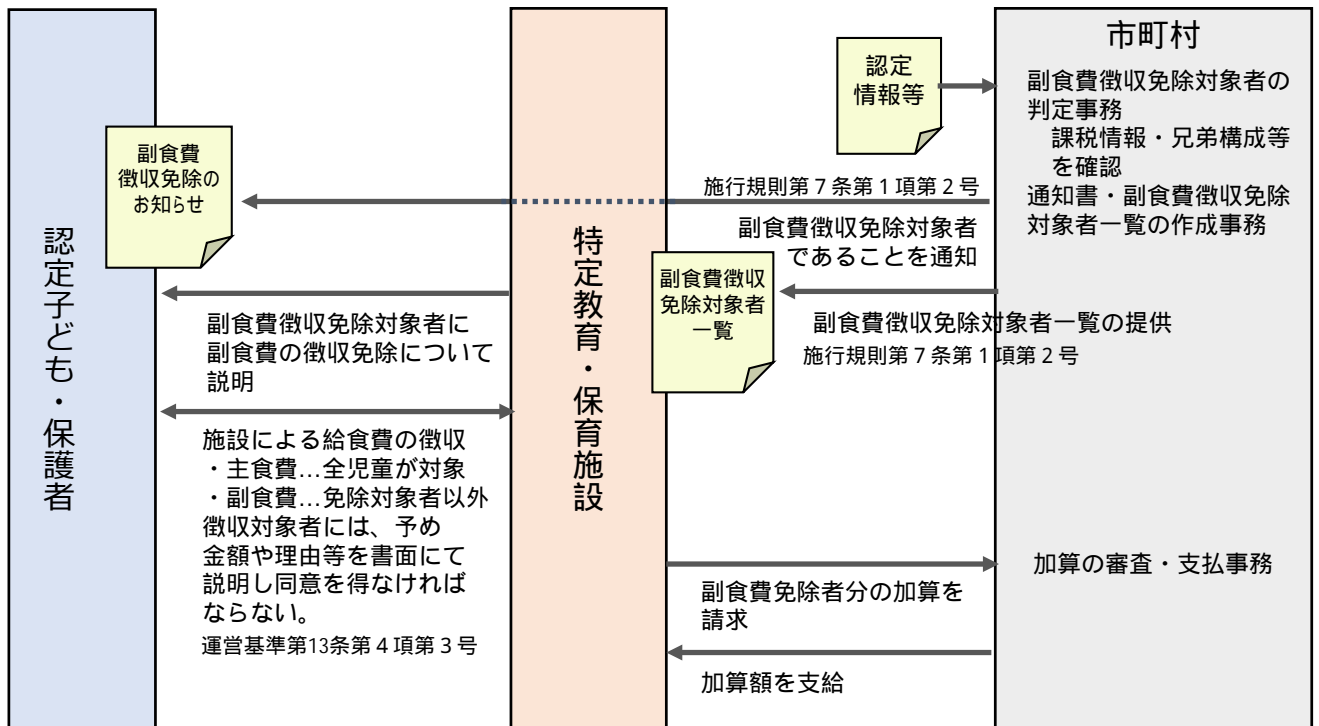 市町村
認定
情報等
副食費徴収免除対象者の
判定事務
課税情報・兄弟構成等
を確認
通知書・副食費徴収免除
対象者一覧の作成事務
副食費
徴収免除の
お知らせ
施行規則第７条第１項第２号
副食費徴収免除対象者
であることを通知
認定子ども・保護者
特定教育・保育施設
副食費徴収
免除対象者
一覧
副食費徴収免除対象者に
副食費の徴収免除について
説明
副食費徴収免除対象者一覧の提供
施行規則第７条第１項第２号
施設による給食費の徴収
・主食費…全児童が対象
・副食費…免除対象者以外
徴収対象者には、予め
金額や理由等を書面にて
説明し同意を得なければ
ならない。
運営基準第13条第４項第３号
加算の審査・支払事務
副食費免除者分の加算を
請求
加算額を支給